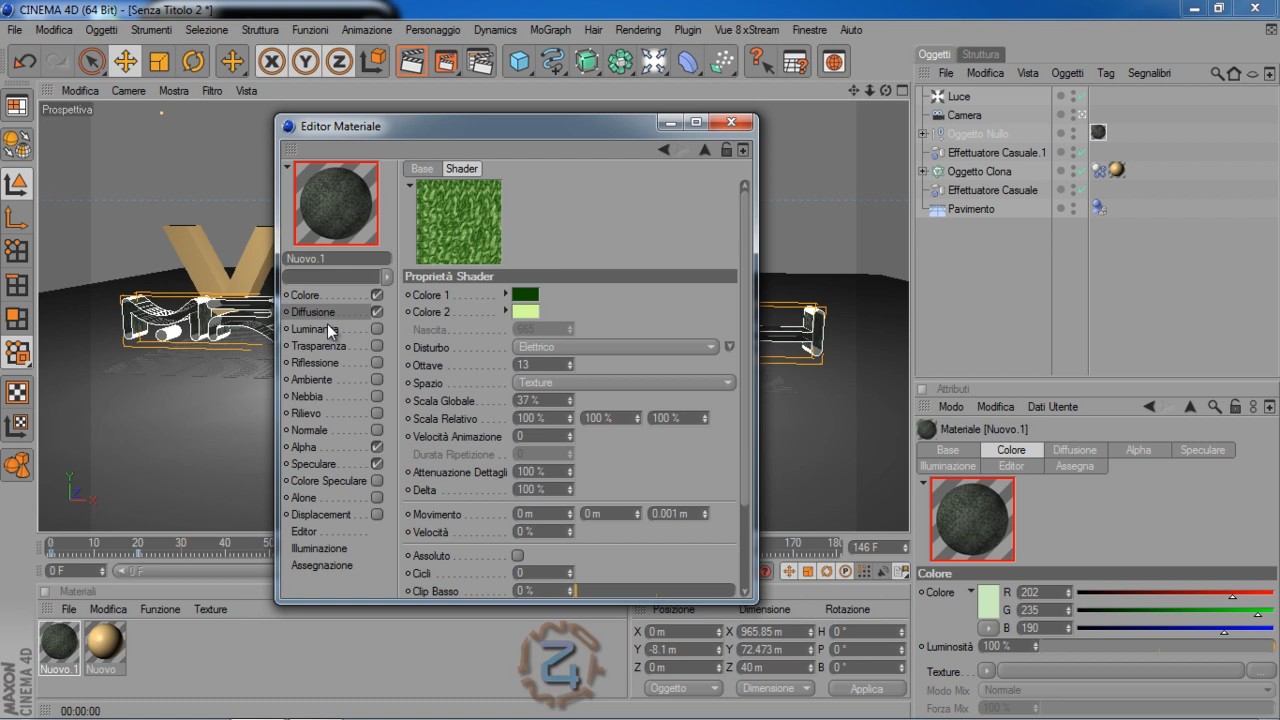 CINEMA 4D (64 Bit) - [Senza Titolo 2 *]
File Modifica Oggetti Strumenti Selezione Struttura Funzioni Animazione Personaggio Dynamics MoGraph Hair Rendering Plugin Vue 8 xStream Finestre Aiuto
Modifica Camere Mostra Filtro Vista
Prospettiva
Editor Materiale
Nuovo.1
Colore
Diffusione
Luminanza
Trasparenza
Riflessione
Ambiente
Nebbia
Rilievo
Normale
Alpha
Speculare
Colore Speculare
Alone
Displacement
Editor
Illuminazione
Assegnazione
Base Shader
Proprietà Shader
Colore 1
Colore 2
Nascita 665
Disturbo Elettrico
Ottave 13
Spazio Texture
Scala Globale 37 %
Scala Relativo 100 % 100 % 100 %
Velocità Animazione 0
Durata Ripetizione 0
Attenuazione Dettagli 100 %
Delta 100 %
Movimento 0 m 0 m 0.001 m
Velocità 0 %
Assoluto
Cicli 0
Clip Basso 0 %
Oggetti Struttura
File Modifica Vista Oggetti Tag Segnalibri
Luce
Camera
Oggetto Nullo
Effettuatore Casuale.1
Oggetto Clona
Effettuatore Casuale
Pavimento
Attributi
Modo Modifica Dati Utente
Materiale [Nuovo.1]
Base Colore Diffusione Alpha Speculare
Illuminazione Editor Assegna
Colore
Colore R 202
G 235
B 190
Luminosità 100 %
Texture
Modo Mix Normale
Forza Mix 100 %
0 10 20 30 40 50 60 70 170 18 146 F
0 F 0 F
Materiali
File Modifica Funzione Texture
Nuovo.1 Nuovo
Posizione Dimensione Rotazione
X 0 m X 965.85 m H 0 °
Y -8.1 m Y 72.473 m P 0 °
Z 0 m Z 40 m B 0 °
Oggetto Dimensione Applica
00:00:00
MAXON
CINEMA 4D